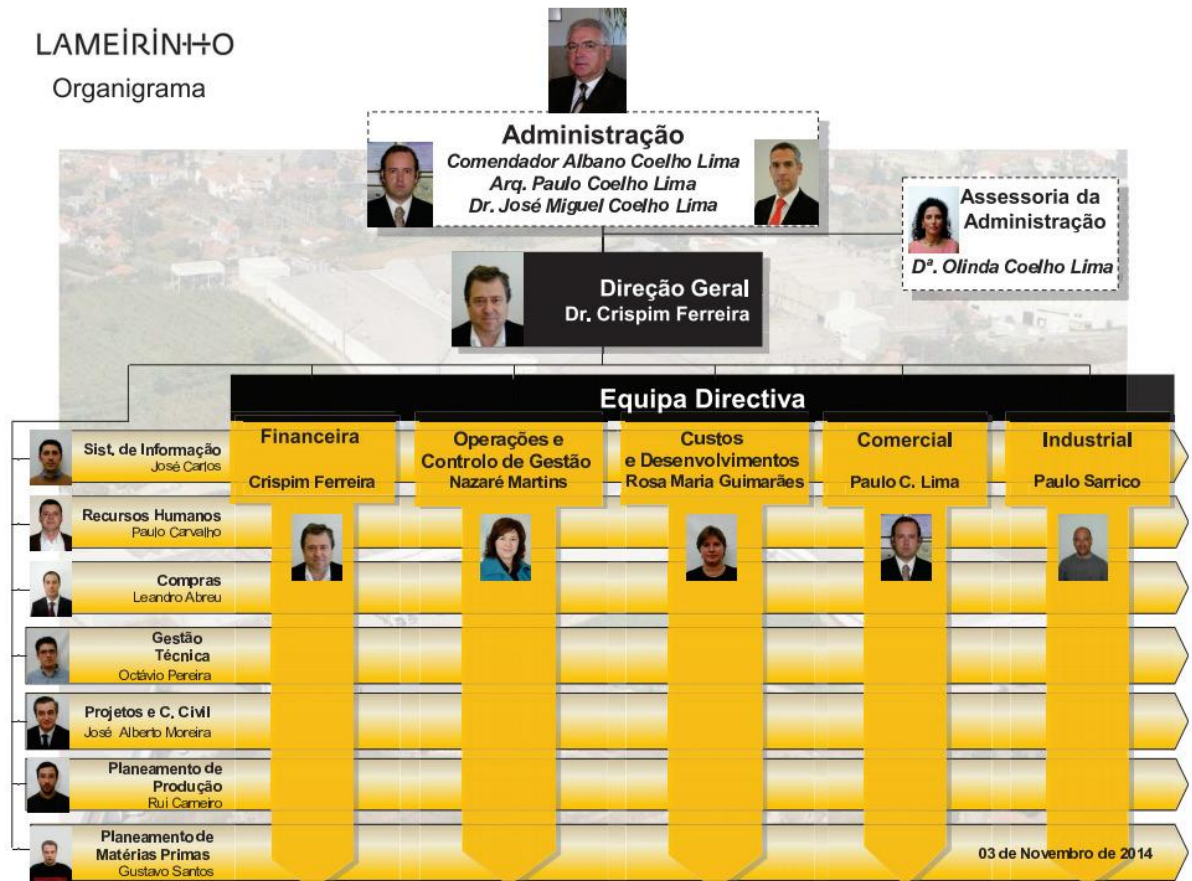 LAMEIRINHO
Organigrama
Administração
Comendador Albano Coelho Lima
Arq. Paulo Coelho Lima
Dr. José Miguel Coelho Lima
Assessoria da
Administração
Dª. Olinda Coelho Lima
Direção Geral
Dr. Crispim Ferreira
Equipa Directiva
Financeira
Crispim Ferreira
Operações e
Controlo de Gestão
Nazaré Martins
Custos
e Desenvolvimentos
Rosa Maria Guimarães
Comercial
Paulo C. Lima
Industrial
Paulo Sarrico
Sist. de Informação
José Carlos
Recursos Humanos
Paulo Carvalho
Compras
Leandro Abreu
Gestão
Técnica
Octávio Pereira
Projetos e C. Civil
José Alberto Moreira
Planeamento de
Produção
Rui Carneiro
Planeamento de
Matérias Primas
Gustavo Santos
03 de Novembro de 2014